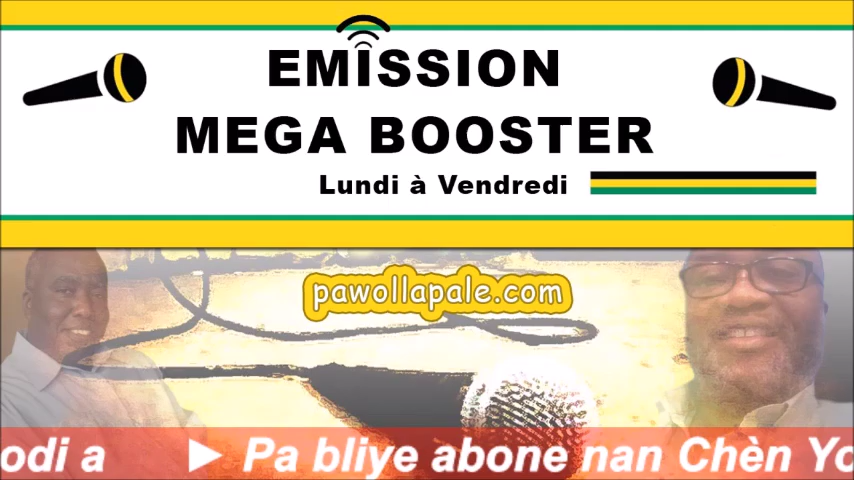 EMISSION
MEGA BOOSTER
Lundi à Vendredi
pawollapale.com
odi a ► Pa bliye abone nan Chèn Yo